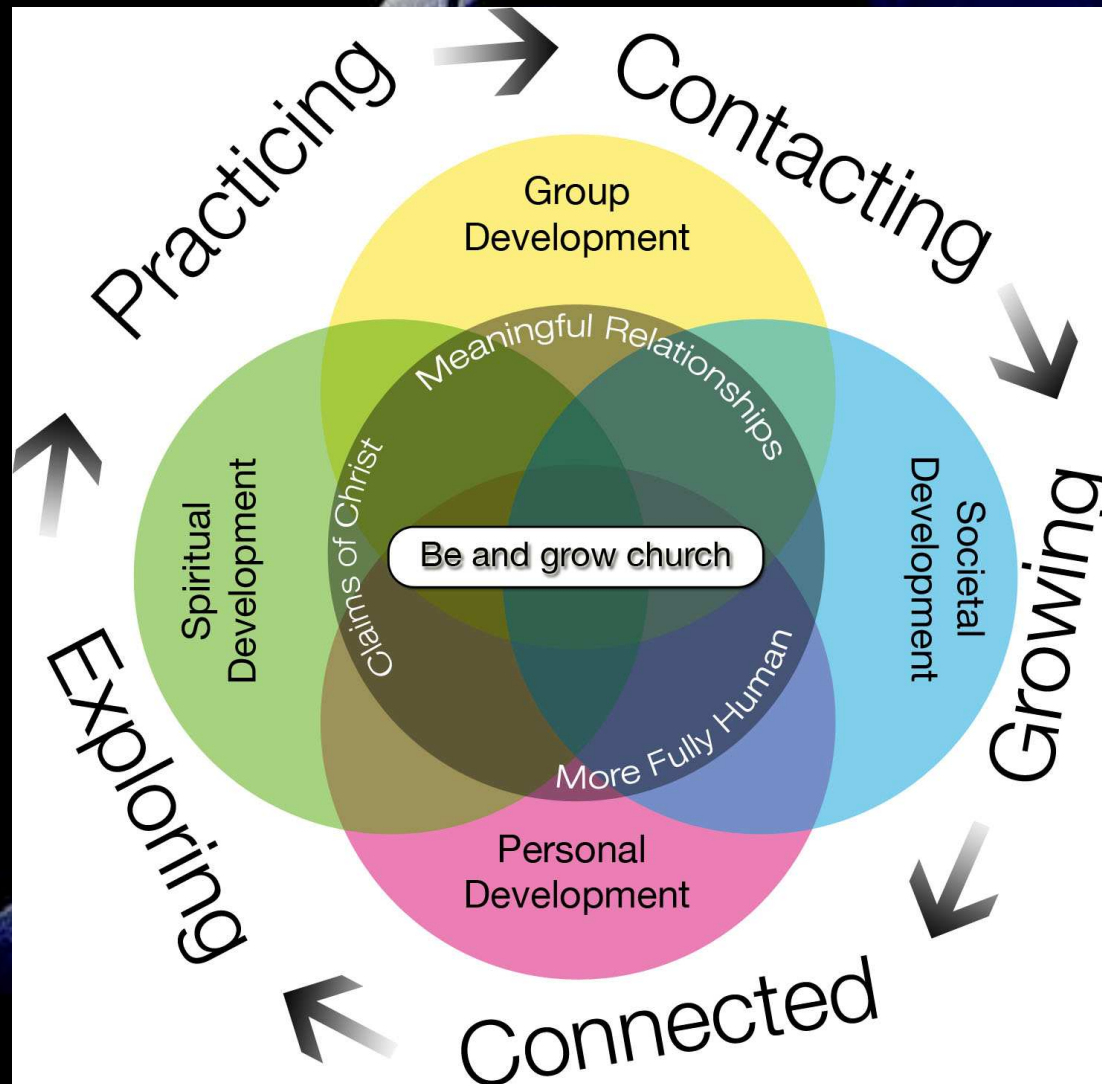 Practicing
Contacting
Growing
Connected
Exploring
Group
Development
Meaningful Relationships
Claims of Christ
More Fully Human
Be and grow church
Spiritual
Development
Societal
Development
Personal
Development